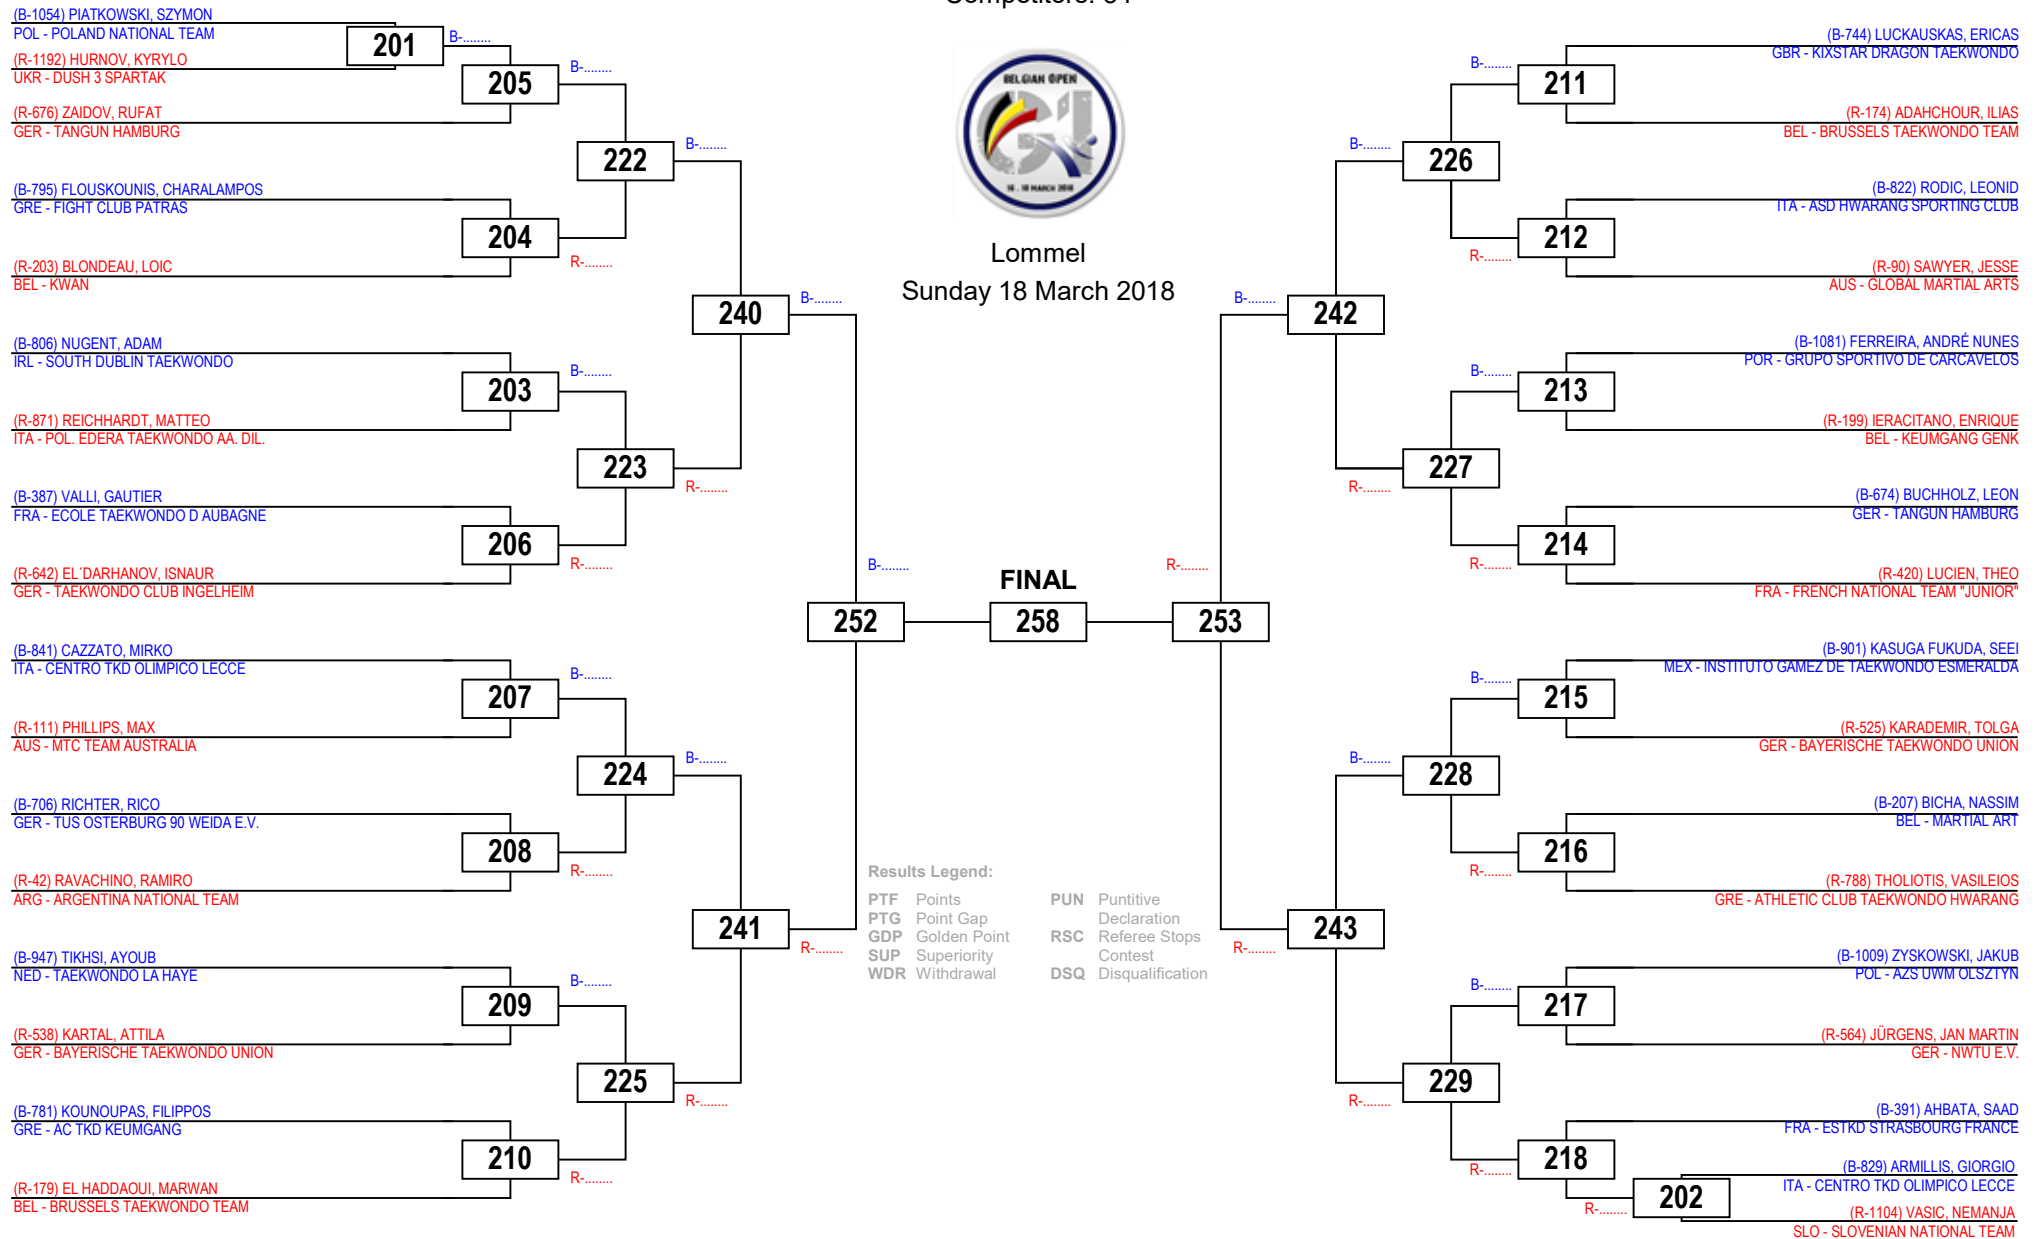 (B-1054) PIATKOWSKI, SZYMON
POL - POLAND NATIONAL TEAM
201
B-........
(R-1192) HURNOV, KYRYLO
UKR - DUSH 3 SPARTAK
205
B-........
(R-676) ZAIDOV, RUFAT
GER - TANGUN HAMBURG
222
B-........
(B-795) FLOUSKOUNIS, CHARALAMPOS
GRE - FIGHT CLUB PATRAS
204
R-........
(R-203) BLONDEAU, LOIC
BEL - KWAN
240
B-........
(B-806) NUGENT, ADAM
IRL - SOUTH DUBLIN TAEKWONDO
203
B-........
(R-871) REICHHARDT, MATTEO
ITA - POL. EDERA TAEKWONDO AA. DIL.
223
R-........
(B-387) VALLI, GAUTIER
FRA - ECOLE TAEKWONDO D AUBAGNE
206
R-........
(R-642) EL´DARHANOV, ISNAUR
GER - TAEKWONDO CLUB INGELHEIM
252
B-........
(B-841) CAZZATO, MIRKO
ITA - CENTRO TKD OLIMPICO LECCE
207
B-........
(R-111) PHILLIPS, MAX
AUS - MTC TEAM AUSTRALIA
224
B-........
(B-706) RICHTER, RICO
GER - TUS OSTERBURG 90 WEIDA E.V.
208
R-........
(R-42) RAVACHINO, RAMIRO
ARG - ARGENTINA NATIONAL TEAM
241
R-........
(B-947) TIKHSI, AYOUB
NED - TAEKWONDO LA HAYE
209
B-........
(R-538) KARTAL, ATTILA
GER - BAYERISCHE TAEKWONDO UNION
225
R-........
(B-781) KOUNOUPAS, FILIPPOS
GRE - AC TKD KEUMGANG
210
R-........
(R-179) EL HADDAOUI, MARWAN
BEL - BRUSSELS TAEKWONDO TEAM
BELGIAN OPEN
G1
16 - 18 MARCH 2018
Lommel
Sunday 18 March 2018
FINAL
258
Results Legend:
PTF Points
PTG Point Gap
GDP Golden Point
SUP Superiority
WDR Withdrawal
PUN Puntitive
Declaration
RSC Referee Stops
Contest
DSQ Disqualification
(B-744) LUCKAUSKAS, ERICAS
GBR - KIXSTAR DRAGON TAEKWONDO
B-........
211
(R-174) ADAHCHOUR, ILIAS
BEL - BRUSSELS TAEKWONDO TEAM
B-........
226
(B-822) RODIC, LEONID
ITA - ASD HWARANG SPORTING CLUB
R-........
212
(R-90) SAWYER, JESSE
AUS - GLOBAL MARTIAL ARTS
B-........
242
(B-1081) FERREIRA, ANDRÉ NUNES
POR - GRUPO SPORTIVO DE CARCAVELOS
B-........
213
(R-199) IERACITANO, ENRIQUE
BEL - KEUMGANG GENK
R-........
227
(B-674) BUCHHOLZ, LEON
GER - TANGUN HAMBURG
R-........
214
(R-420) LUCIEN, THEO
FRA - FRENCH NATIONAL TEAM "JUNIOR"
R-........
253
(B-901) KASUGA FUKUDA, SEEI
MEX - INSTITUTO GAMEZ DE TAEKWONDO ESMERALDA
B-........
215
(R-525) KARADEMIR, TOLGA
GER - BAYERISCHE TAEKWONDO UNION
B-........
228
(B-207) BICHA, NASSIM
BEL - MARTIAL ART
R-........
216
(R-788) THOLIOTIS, VASILEIOS
GRE - ATHLETIC CLUB TAEKWONDO HWARANG
R-........
243
(B-1009) ZYSKOWSKI, JAKUB
POL - AZS UWM OLSZTYN
B-........
217
(R-564) JÜRGENS, JAN MARTIN
GER - NWTU E.V.
R-........
229
(B-391) AHBATA, SAAD
FRA - ESTKD STRASBOURG FRANCE
R-........
218
(B-829) ARMILLIS, GIORGIO
ITA - CENTRO TKD OLIMPICO LECCE
R-........
202
(R-1104) VASIC, NEMANJA
SLO - SLOVENIAN NATIONAL TEAM